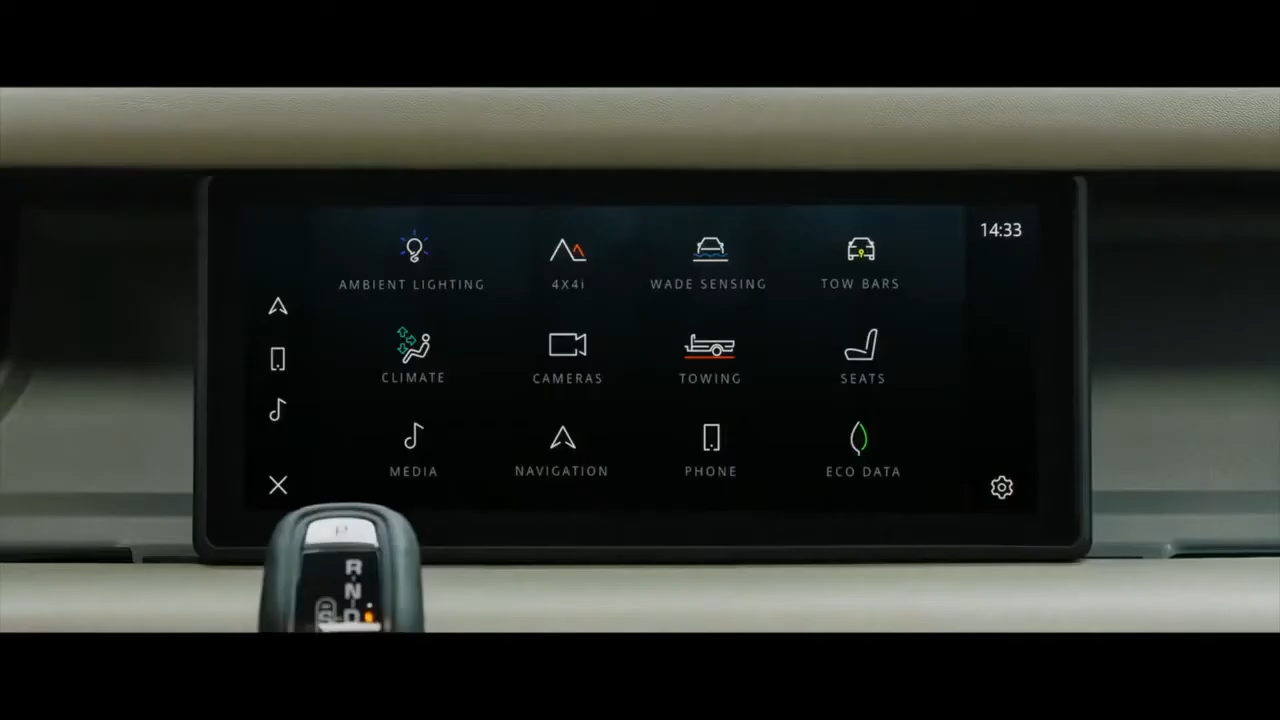 14:33
AMBIENT LIGHTING
4X4i
WADE SENSING
TOW BARS
CLIMATE
CAMERAS
TOWING
SEATS
MEDIA
NAVIGATION
PHONE
ECO DATA
P
R
N
S D